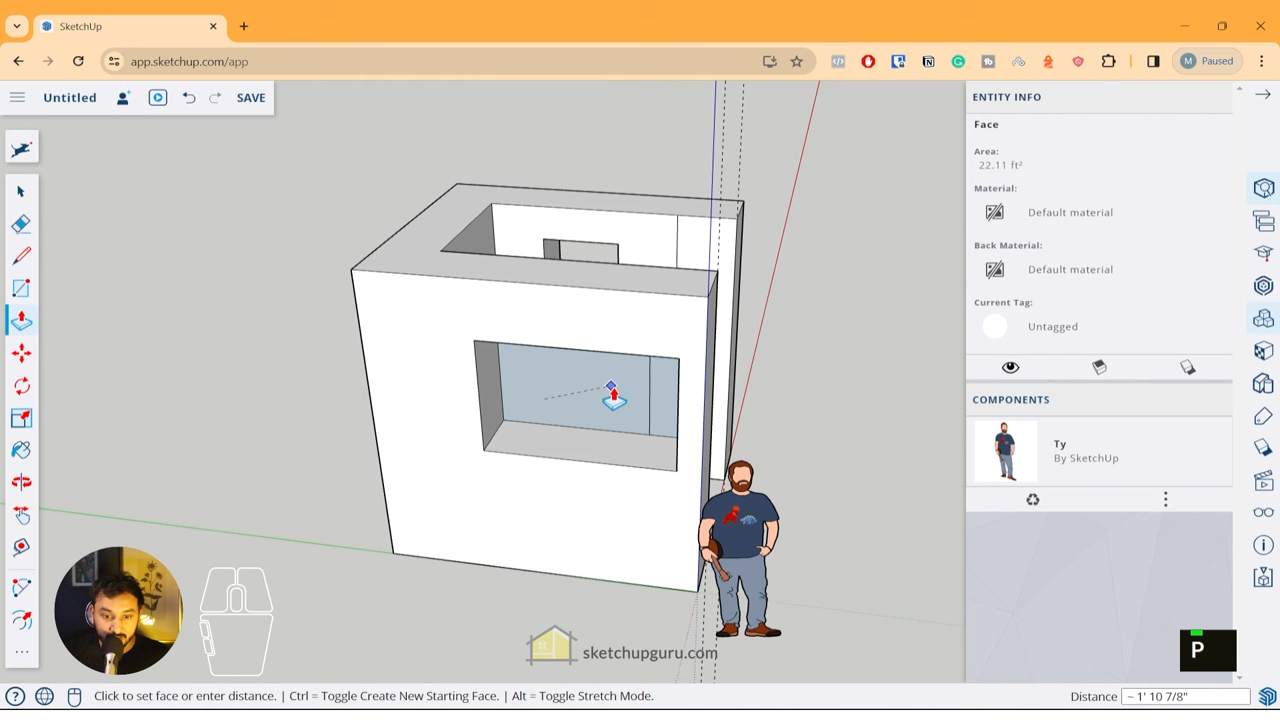 SketchUp
app.sketchup.com/app
M
Paused
Untitled
SAVE
ENTITY INFO
Face
Area:
22.11 ft²
Material:
Default material
Back Material:
Default material
Current Tag:
Untagged
COMPONENTS
Ty
By SketchUp
sketchupguru.com
P
Click to set face or enter distance. | Ctrl = Toggle Create New Starting Face. | Alt = Toggle Stretch Mode.
Distance
~ 1' 10 7/8"